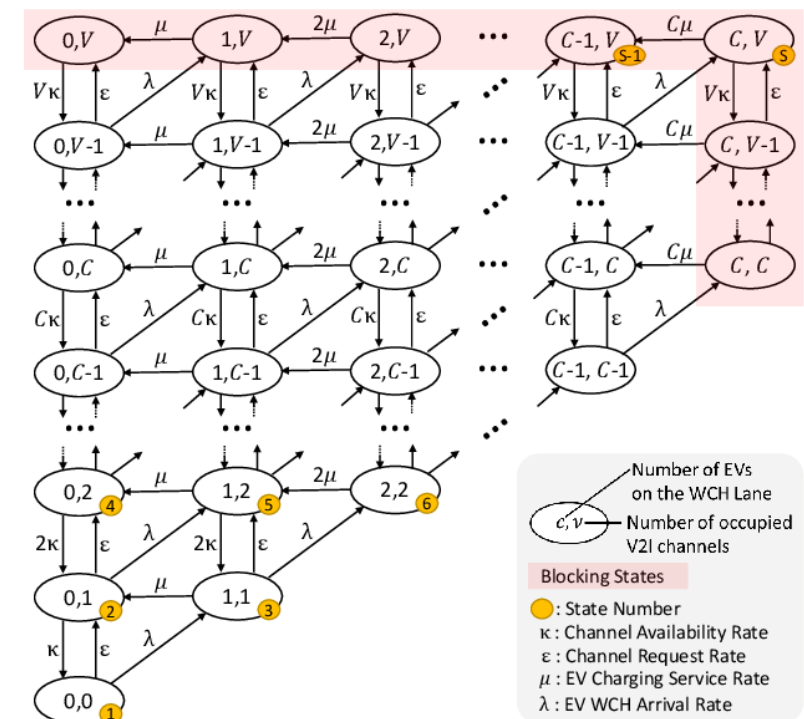 0,V μ 1,V 2μ 2,V ••• C-1, V Cμ C, V
S-1 S
Vκ ε λ Vκ ε λ Vκ ε ••• Vκ ε λ Vκ ε
0,V-1 μ 1,V-1 2μ 2,V-1 ••• C-1, V-1 Cμ C, V-1
••• ••• ••• ••• ••• •••
0,C μ 1,C 2μ 2,C ••• C-1, C Cμ C, C
Cκ ε λ Cκ ε λ Cκ ε ••• Cκ ε λ
0,C-1 μ 1,C-1 2μ 2,C-1 ••• C-1, C-1
••• ••• ••• •••
0,2 μ 1,2 2μ 2,2
4 5 6
2κ ε λ 2κ ε λ
0,1 μ 1,1
2 3
κ ε λ
0,0
1
Number of EVs
on the WCH Lane
c, v
Number of occupied
V2I channels
Blocking States
: State Number
κ : Channel Availability Rate
ε : Channel Request Rate
μ : EV Charging Service Rate
λ : EV WCH Arrival Rate